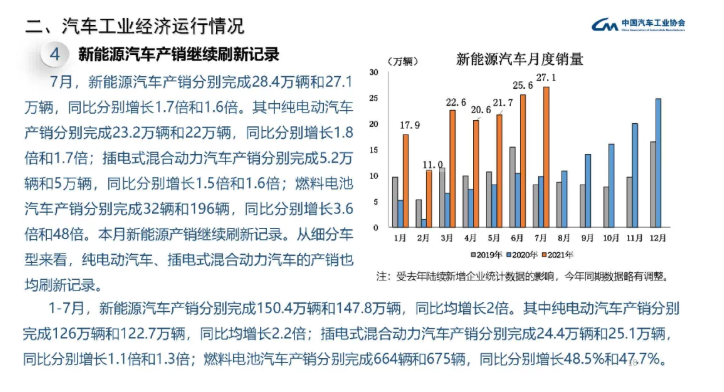 二、汽车工业经济运行情况
中国汽车工业协会
4 新能源汽车产销继续刷新记录
7月，新能源汽车产销分别完成28.4万辆和27.1
万辆，同比分别增长1.7倍和1.6倍。其中纯电动汽车
产销分别完成23.2万辆和22万辆，同比分别增长1.8
倍和1.7倍；插电式混合动力汽车产销分别完成5.2万
辆和5万辆，同比分别增长1.5倍和1.6倍；燃料电池
汽车产销分别完成32辆和196辆，同比分别增长3.6
倍和48倍。本月新能源产销继续刷新记录。从细分车
型来看，纯电动汽车、插电式混合动力汽车的产销也
均刷新记录。
（万辆） 新能源汽车月度销量
30
25
20
15
10
5
0
17.9
11.0
22.6
20.6
21.7
25.6
27.1
1月 2月 3月 4月 5月 6月 7月 8月 9月 10月 11月 12月
2019年 2020年 2021年
注：受去年陆续新增企业统计数据的影响，今年同期数据略有调整。
1-7月，新能源汽车产销分别完成150.4万辆和147.8万辆，同比均增长2倍。其中纯电动汽车产销分别
完成126万辆和122.7万辆，同比均增长2.2倍；插电式混合动力汽车产销分别完成24.4万辆和25.1万辆，
同比分别增长1.1倍和1.3倍；燃料电池汽车产销分别完成664辆和675辆，同比分别增长48.5%和47.7%。